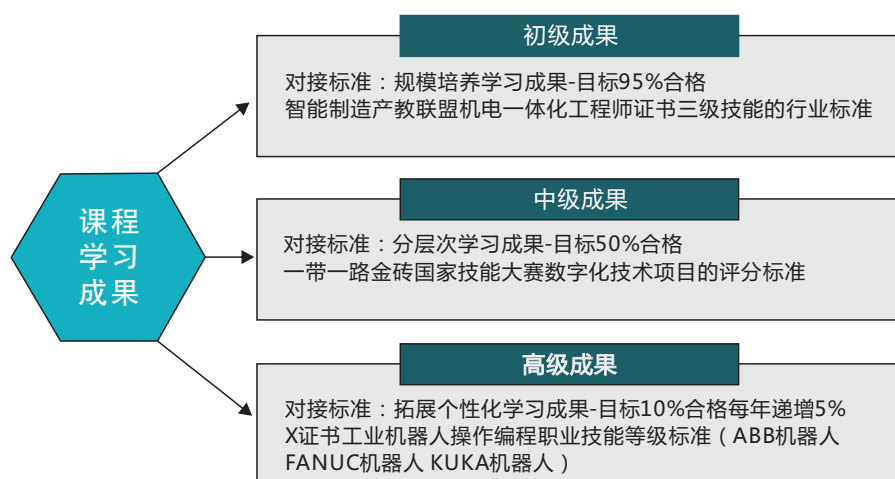 课程
学习
成果
初级成果
对接标准：规模培养学习成果-目标95%合格
智能制造产教联盟机电一体化工程师证书三级技能的行业标准
中级成果
对接标准：分层次学习成果-目标50%合格
一带一路金砖国家技能大赛数字化技术项目的评分标准
高级成果
对接标准：拓展个性化学习成果-目标10%合格每年递增5%
X证书工业机器人操作编程职业技能等级标准（ABB机器人
FANUC机器人 KUKA机器人）